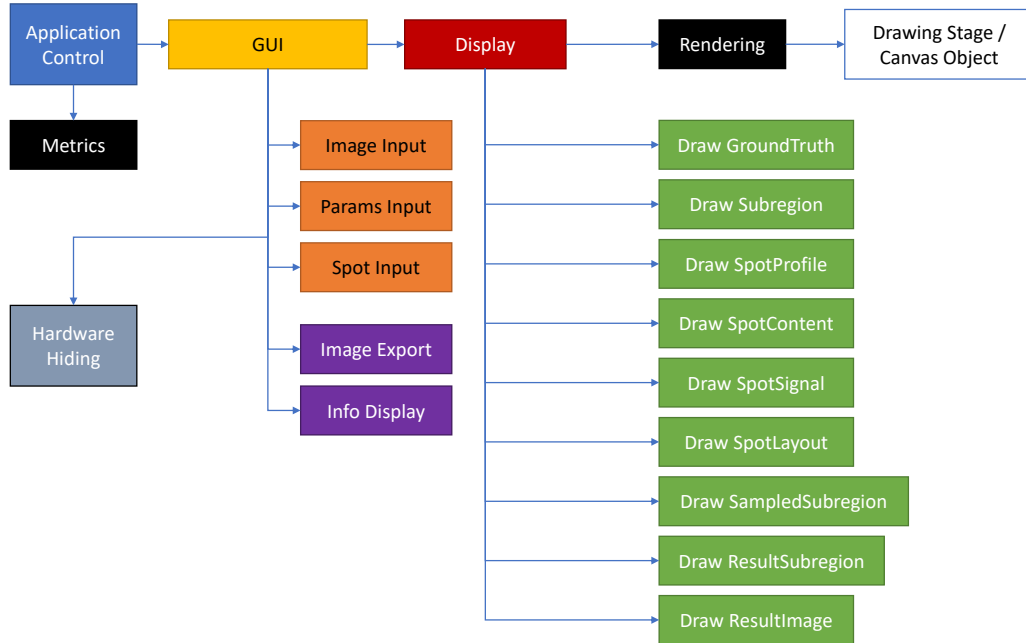 Application
Control
GUI
Display
Rendering
Drawing Stage /
Canvas Object
Metrics
Image Input
Params Input
Spot Input
Hardware
Hiding
Image Export
Info Display
Draw GroundTruth
Draw Subregion
Draw SpotProfile
Draw SpotContent
Draw SpotSignal
Draw SpotLayout
Draw SampledSubregion
Draw ResultSubregion
Draw ResultImage